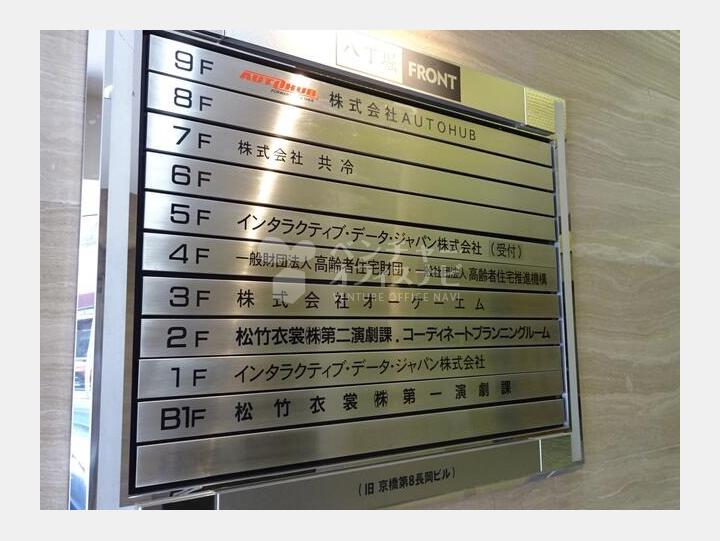 八丁堀 FRONT
9F
AUTOHUB 株式会社AUTOHUB
8F
7F 株式会社 共冷
6F
5F インタラクティブ・データ・ジャパン株式会社(受付)
4F 一般財団法人高齢者住宅財団・一般社団法人高齢者住宅推進機構
3F 株式会社オーケーエム
2F 松竹衣裳㈱第二演劇課.コーディネートプランニングルーム
1F インタラクティブ・データ・ジャパン株式会社
B1F 松竹衣裳㈱第一演劇課
(旧 京橋第8長岡ビル)
VENTURE OFFICE NAVI